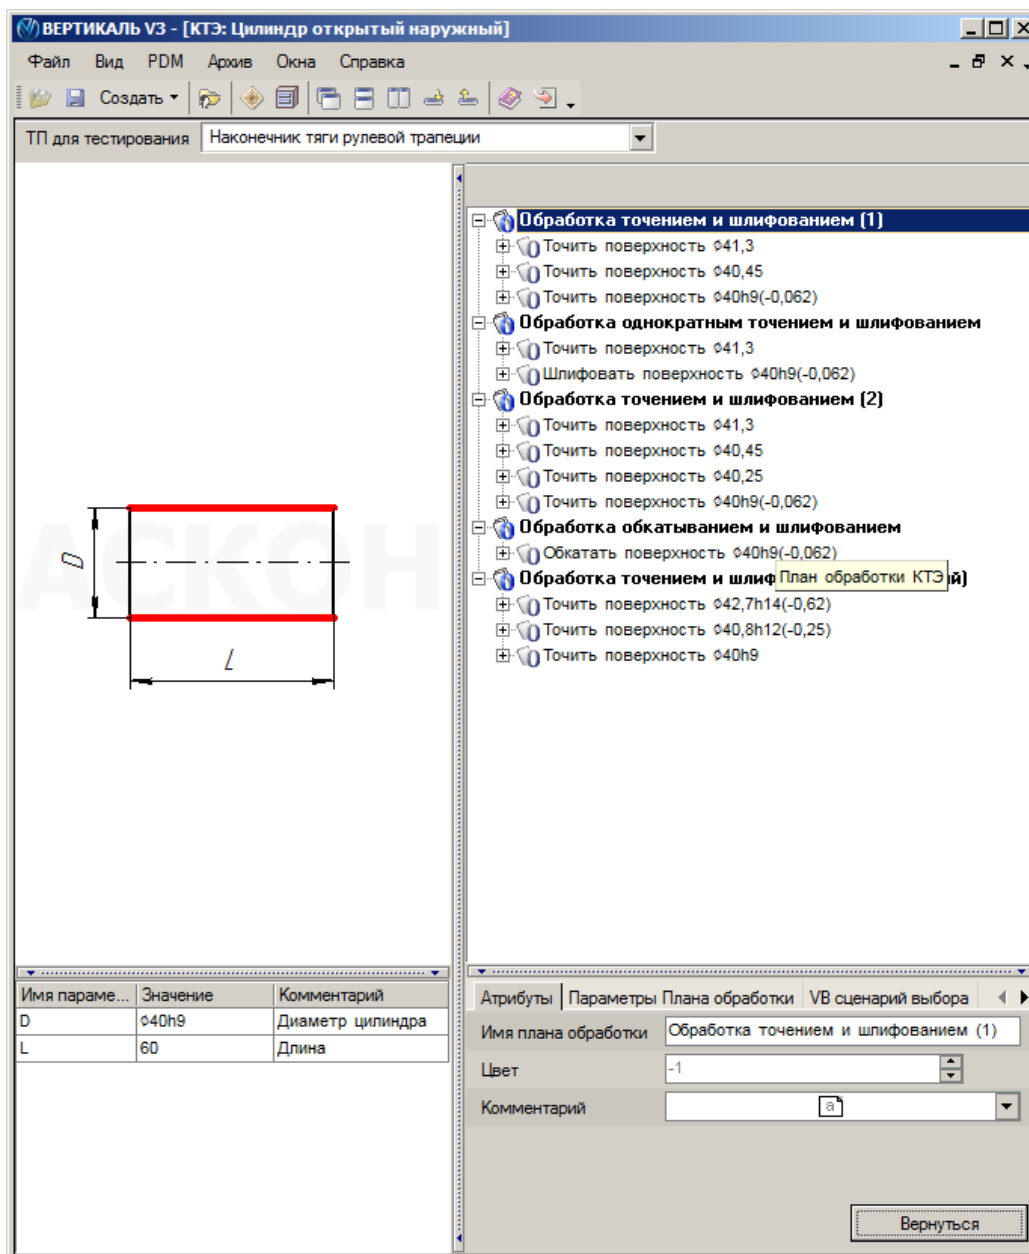 ВЕРТИКАЛЬ V3 - [КТЭ: Цилиндр открытый наружный]
Файл Вид PDM Архив Окна Справка
Создать
ТП для тестирования Наконечник тяги рулевой трапеции
Обработка точением и шлифованием (1)
Точить поверхность ⌀41,3
Точить поверхность ⌀40,45
Точить поверхность ⌀40h9(-0,062)
Обработка однократным точением и шлифованием
Точить поверхность ⌀41,3
Шлифовать поверхность ⌀40h9(-0,062)
Обработка точением и шлифованием (2)
Точить поверхность ⌀41,3
Точить поверхность ⌀40,45
Точить поверхность ⌀40,25
Точить поверхность ⌀40h9(-0,062)
Обработка обкатыванием и шлифованием
Обкатать поверхность ⌀40h9(-0,062)
Обработка точением и шлиф
План обработки КТЭ
й)
Точить поверхность ⌀42,7h14(-0,62)
Точить поверхность ⌀40,8h12(-0,25)
Точить поверхность ⌀40h9
АСКОН
D
L
Имя параме... Значение Комментарий
D ⌀40h9 Диаметр цилиндра
L 60 Длина
Атрибуты Параметры Плана обработки VB сценарий выбора
Имя плана обработки Обработка точением и шлифованием (1)
Цвет -1
Комментарий a
Вернуться